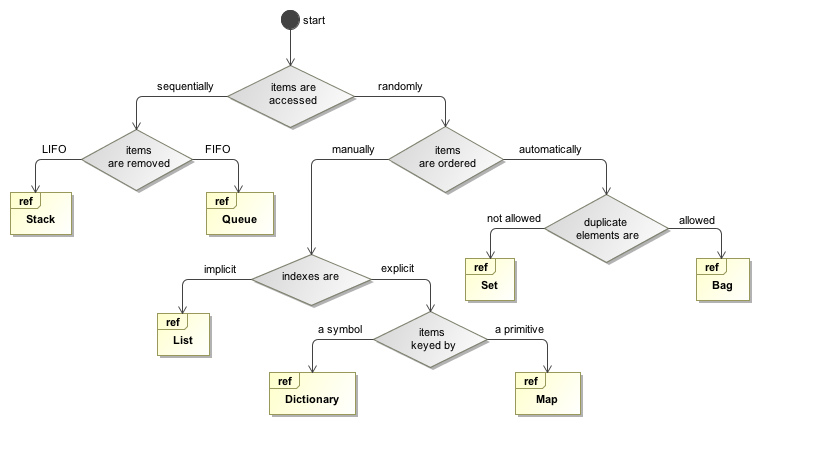 start
items are
accessed
sequentially
randomly
items
are removed
LIFO
FIFO
items
are ordered
manually
automatically
ref
Stack
ref
Queue
duplicate
elements are
not allowed
allowed
ref
Set
ref
Bag
indexes are
implicit
explicit
ref
List
items
keyed by
a symbol
a primitive
ref
Dictionary
ref
Map